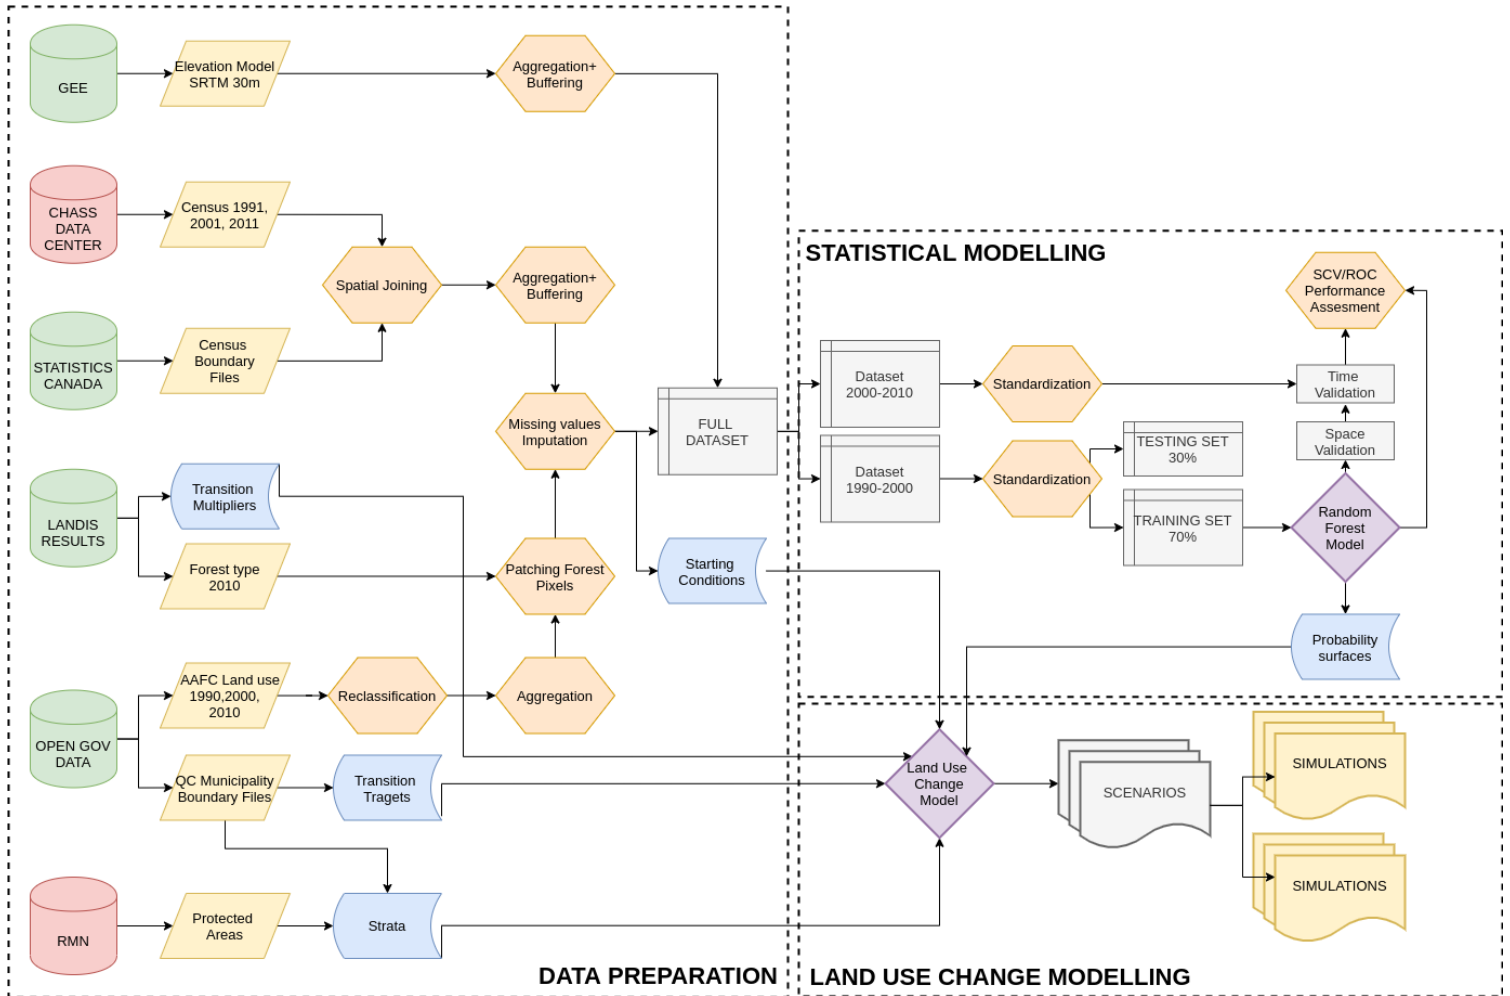 GEE
Elevation Model
SRTM 30m
Aggregation+
Buffering
CHASS
DATA
CENTER
Census 1991,
2001, 2011
Spatial Joining
Aggregation+
Buffering
STATISTICS
CANADA
Census
Boundary
Files
Missing values
Imputation
FULL
DATASET
LANDIS
RESULTS
Transition
Multipliers
Forest type
2010
Patching Forest
Pixels
Starting
Conditions
OPEN GOV
DATA
AAFC Land use
1990,2000,
2010
Reclassification
Aggregation
QC Municipality
Boundary Files
Transition
Tragets
RMN
Protected
Areas
Strata
DATA PREPARATION
STATISTICAL MODELLING
SCV/ROC
Performance
Assesment
Dataset
2000-2010
Standardization
Time
Validation
Dataset
1990-2000
Standardization
TESTING SET
30%
Space
Validation
TRAINING SET
70%
Random
Forest
Model
Probability
surfaces
Land Use
Change
Model
SCENARIOS
SIMULATIONS
SIMULATIONS
LAND USE CHANGE MODELLING